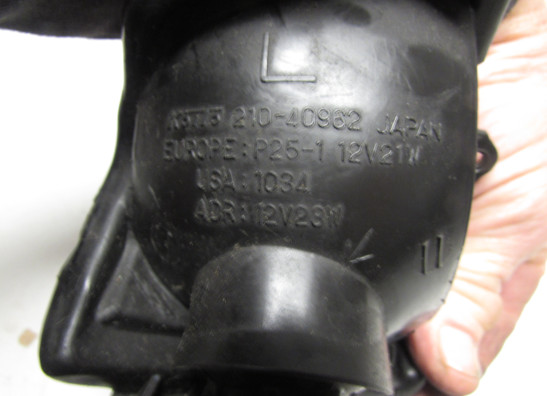 L
210-40962 JAPAN
EUROPE:P25-1 12V21W
USA:1034
ADR:12V23W